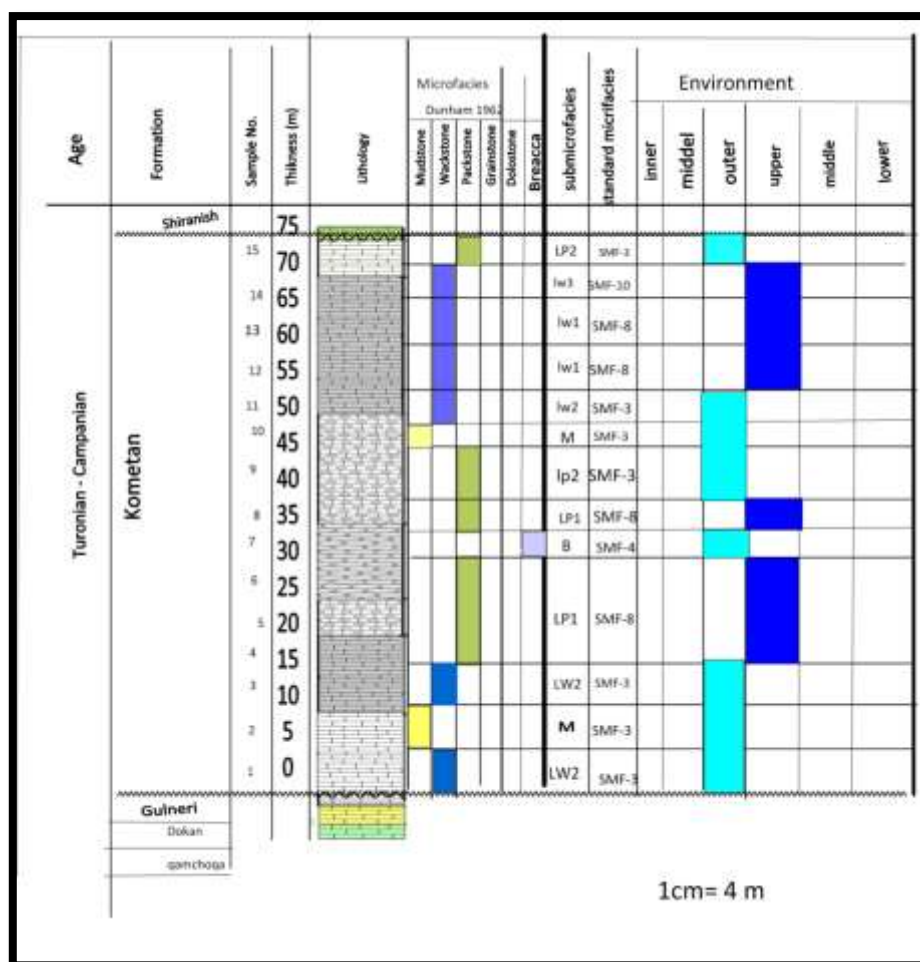 Age
Formation
Sample No.
Thikness (m)
Lithology
Microfacies
Dunham 1962
Mudstone
Wackstone
Packstone
Grainstone
Dolostone
Breacca
submicrofacies
standard micrifacies
Environment
inner
middel
outer
upper
middle
lower
Turonian - Campanian
Shiranish
Kometan
75
15 70 LP2 SMF-3
14 65 lw3 SMF-10
13 60 lw1 SMF-8
12 55 lw1 SMF-8
11 50 lw2 SMF-3
10 45 M SMF-3
9 40 lp2 SMF-3
8 35 LP1 SMF-8
7 30 B SMF-4
6 25
5 20 LP1 SMF-8
4 15
3 10 LW2 SMF-3
2 5 M SMF-3
1 0 LW2 SMF-3
Gulneri
Dokan
qamchoqa
1cm= 4 m